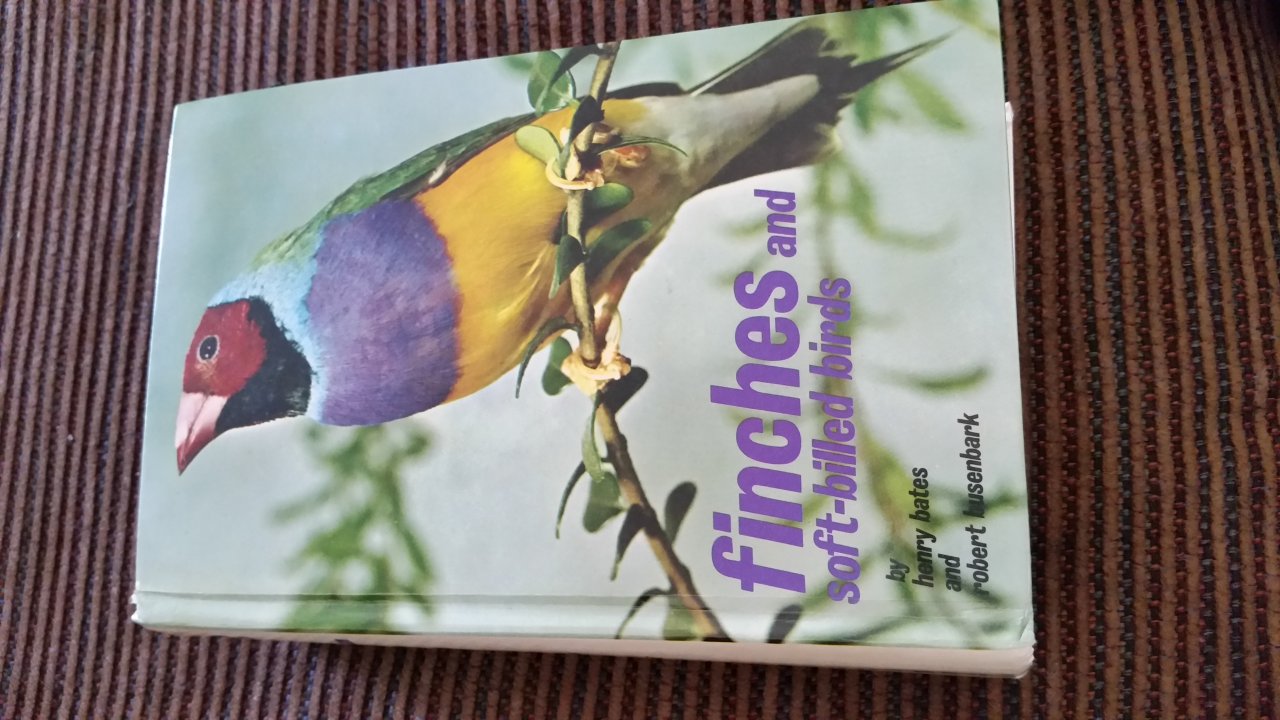 finches and
soft-billed birds
by
henry bates
and
robert busenbark